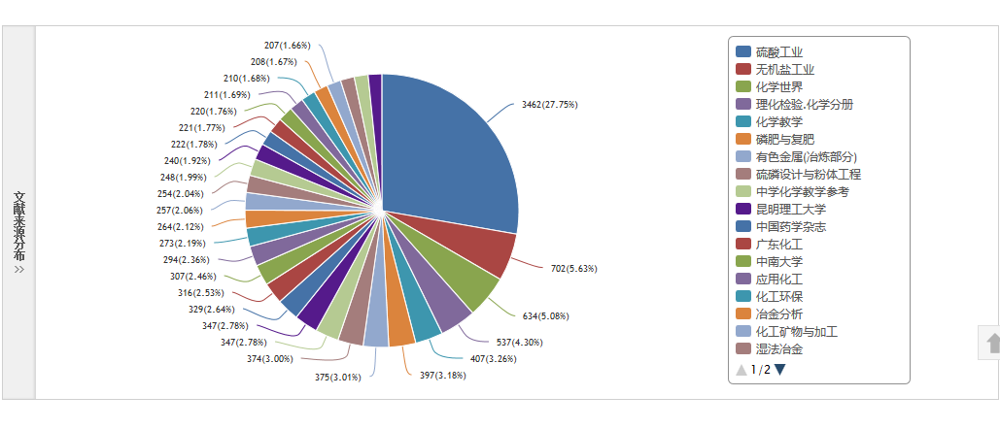 文献来源分布 >>
207(1.66%)
208(1.67%)
210(1.68%)
211(1.69%)
220(1.76%)
221(1.77%)
222(1.78%)
240(1.92%)
248(1.99%)
254(2.04%)
257(2.06%)
264(2.12%)
273(2.19%)
294(2.36%)
307(2.46%)
316(2.53%)
329(2.64%)
347(2.78%)
347(2.78%)
374(3.00%)
375(3.01%)
397(3.18%)
407(3.26%)
537(4.30%)
634(5.08%)
702(5.63%)
3462(27.75%)
硫酸工业
无机盐工业
化学世界
理化检验.化学分册
化学教学
磷肥与复肥
有色金属(冶炼部分)
硫磷设计与粉体工程
中学化学教学参考
昆明理工大学
中国药学杂志
广东化工
中南大学
应用化工
化工环保
冶金分析
化工矿物与加工
湿法冶金
1/2